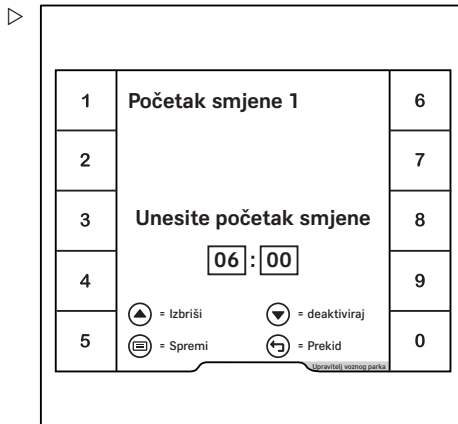 1
2
3
4
5
Početak smjene 1
Unesite početak smjene
06 : 00
= Izbriši = deaktiviraj
= Spremi = Prekid
Upravitelj voznog parka
6
7
8
9
0